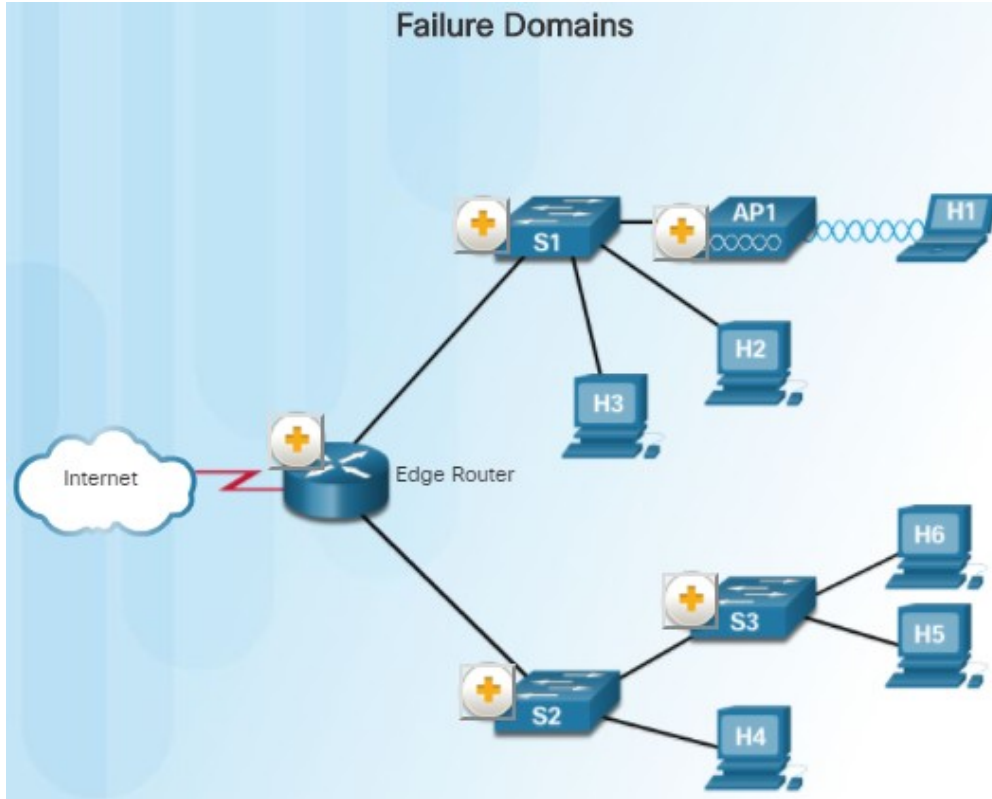 Failure Domains
S1
AP1
H1
H2
H3
Internet
Edge Router
H6
S3
H5
S2
H4